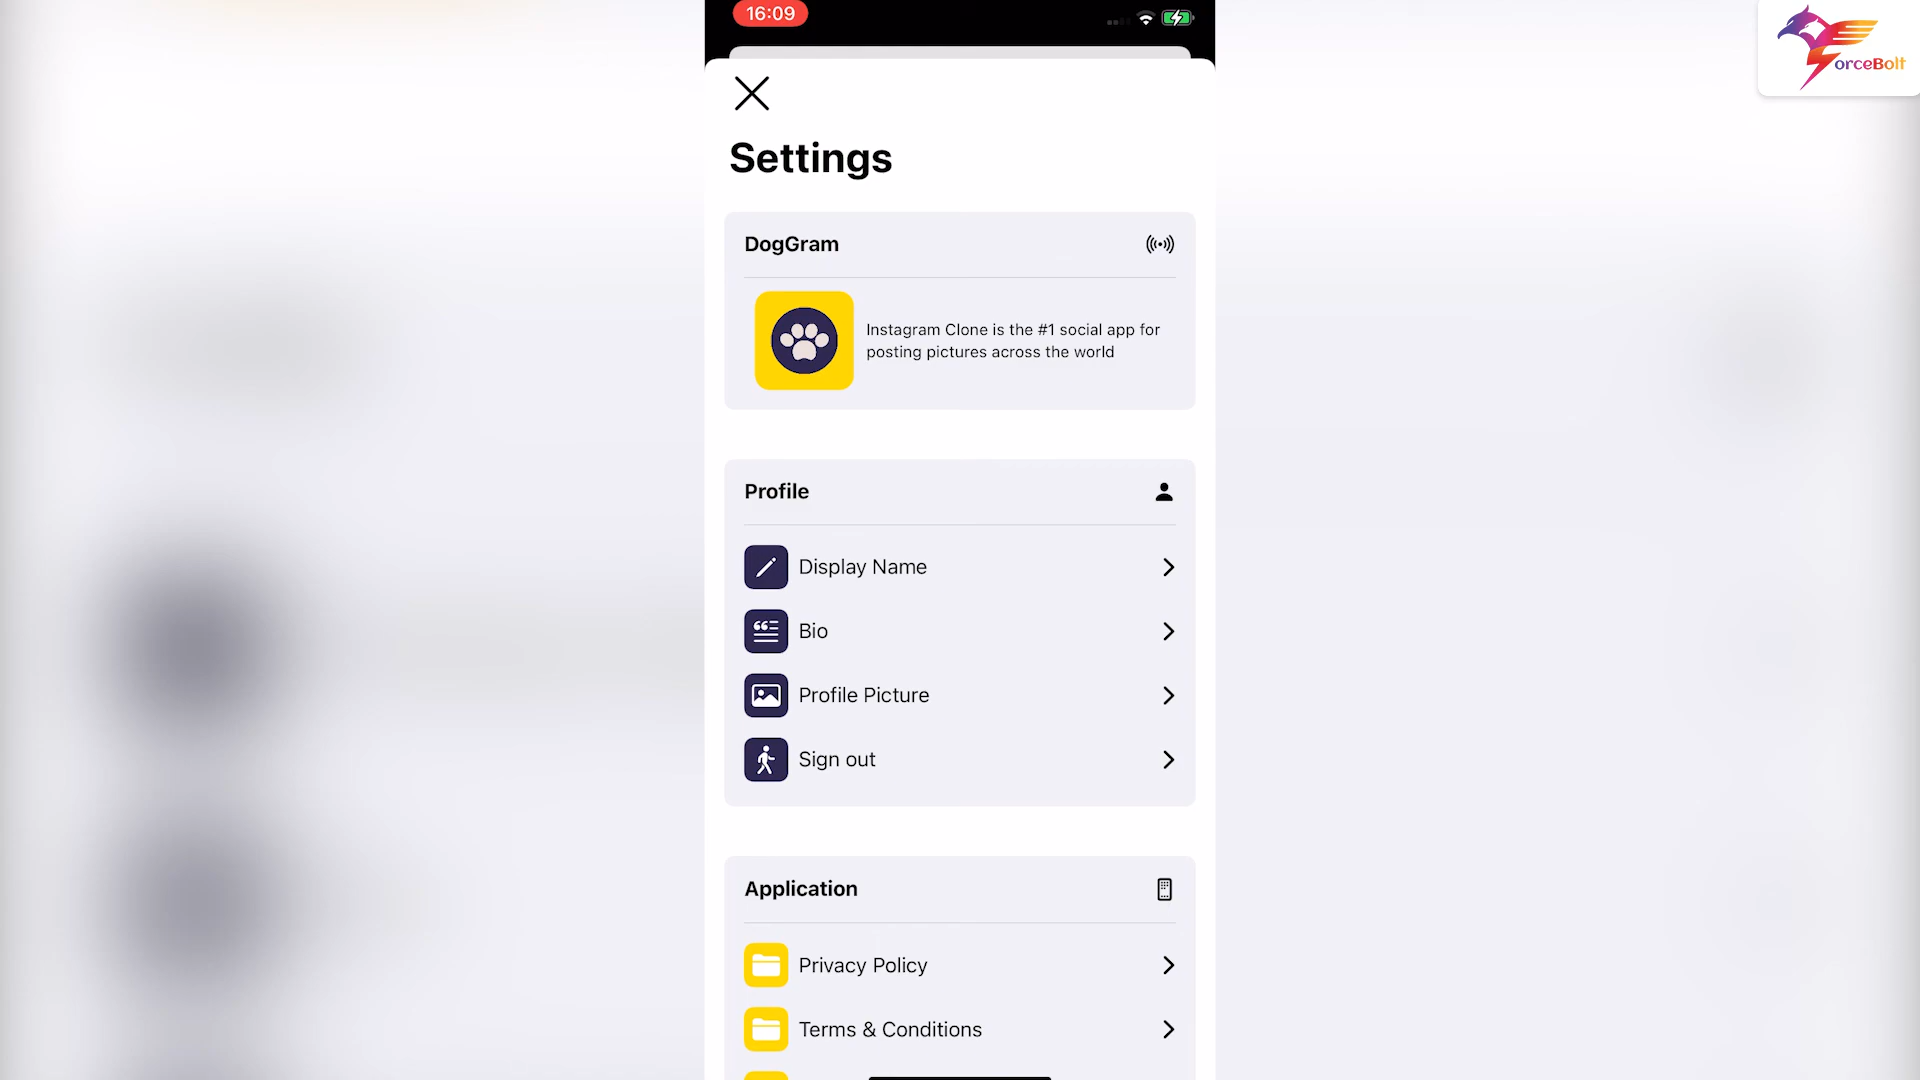 16:09
orceBolt
Settings
DogGram
Instagram Clone is the #1 social app for
posting pictures across the world
Profile
Display Name
Bio
Profile Picture
Sign out
Application
Privacy Policy
Terms & Conditions